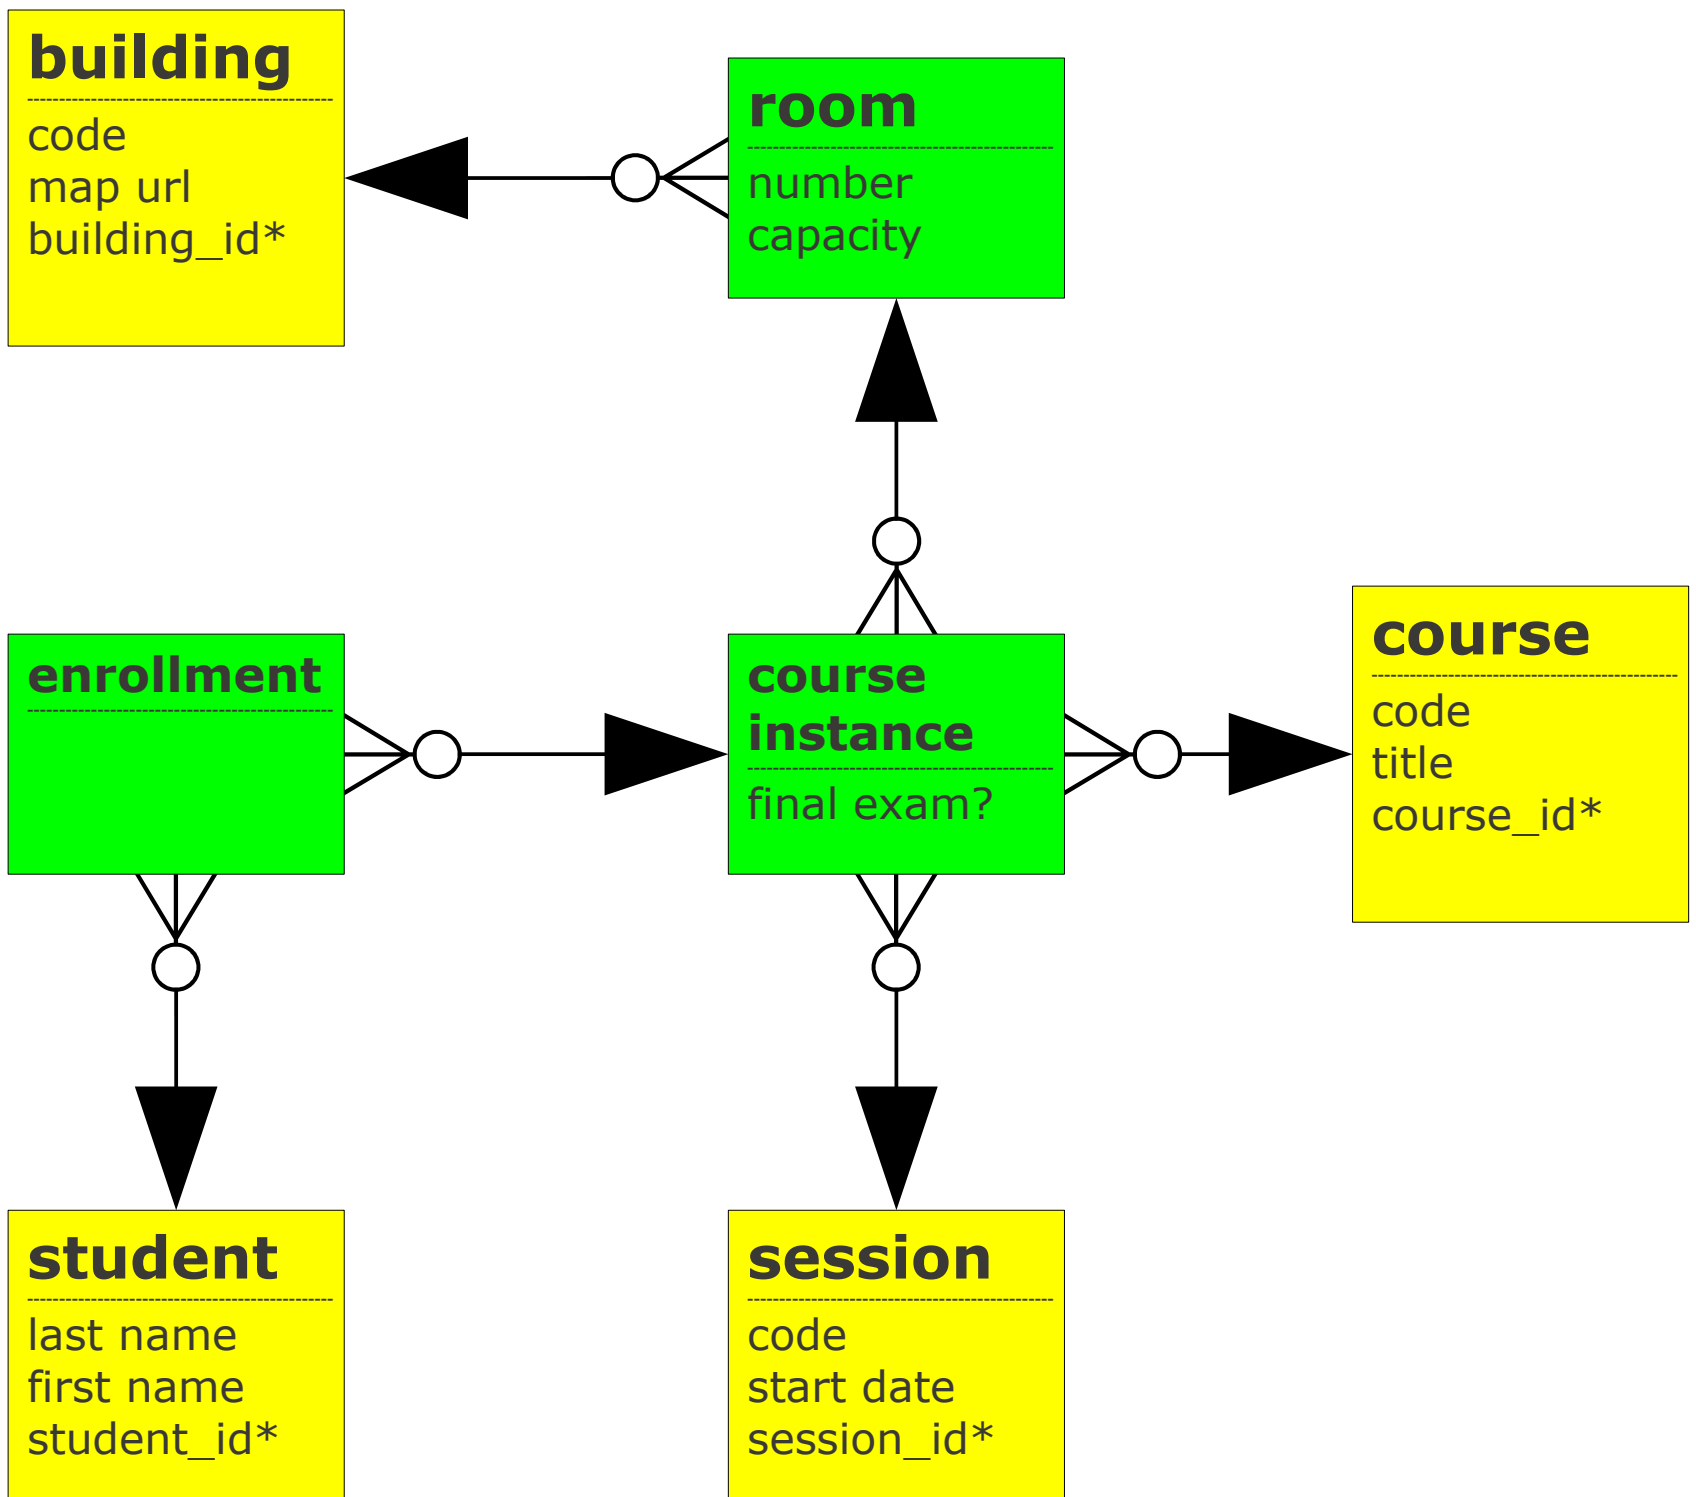 building
code
map url
building_id*
room
number
capacity
enrollment
course
instance
final exam?
course
code
title
course_id*
student
last name
first name
student_id*
session
code
start date
session_id*